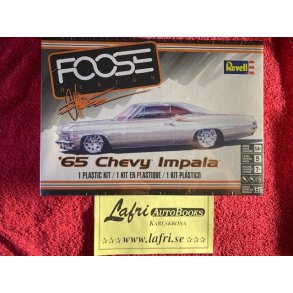 FOOSE
DESIGN
Revell
'65 Chevy Impala
1 PLASTIC KIT / 1 KIT EN PLASTIQUE / 1 KIT PLÁSTICO
Lafri AUTOBOOKS
KARLSKRONA
☆☆☆ www.lafri.se ☆☆☆